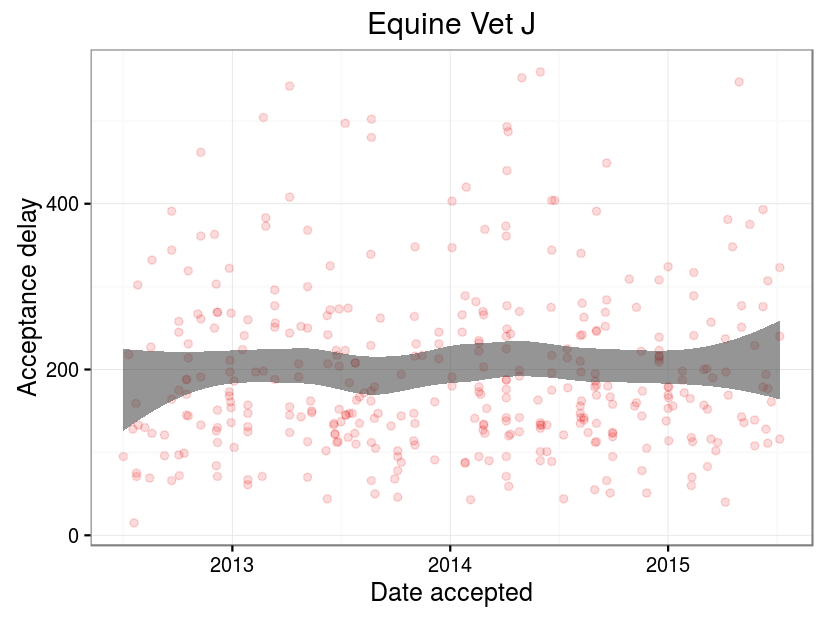 Equine Vet J
Acceptance delay
400
200
0
2013 2014 2015
Date accepted